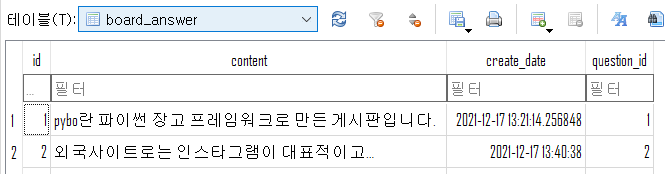 테이블(T): board_answer
id content create_date question_id
... 필터 필터 필터
1 1 pybo란 파이썬 장고 프레임워크로 만든 게시판입니다. 2021-12-17 13:21:14.256848 1
2 2 외국사이트로는 인스타그램이 대표적이고... 2021-12-17 13:40:38 2